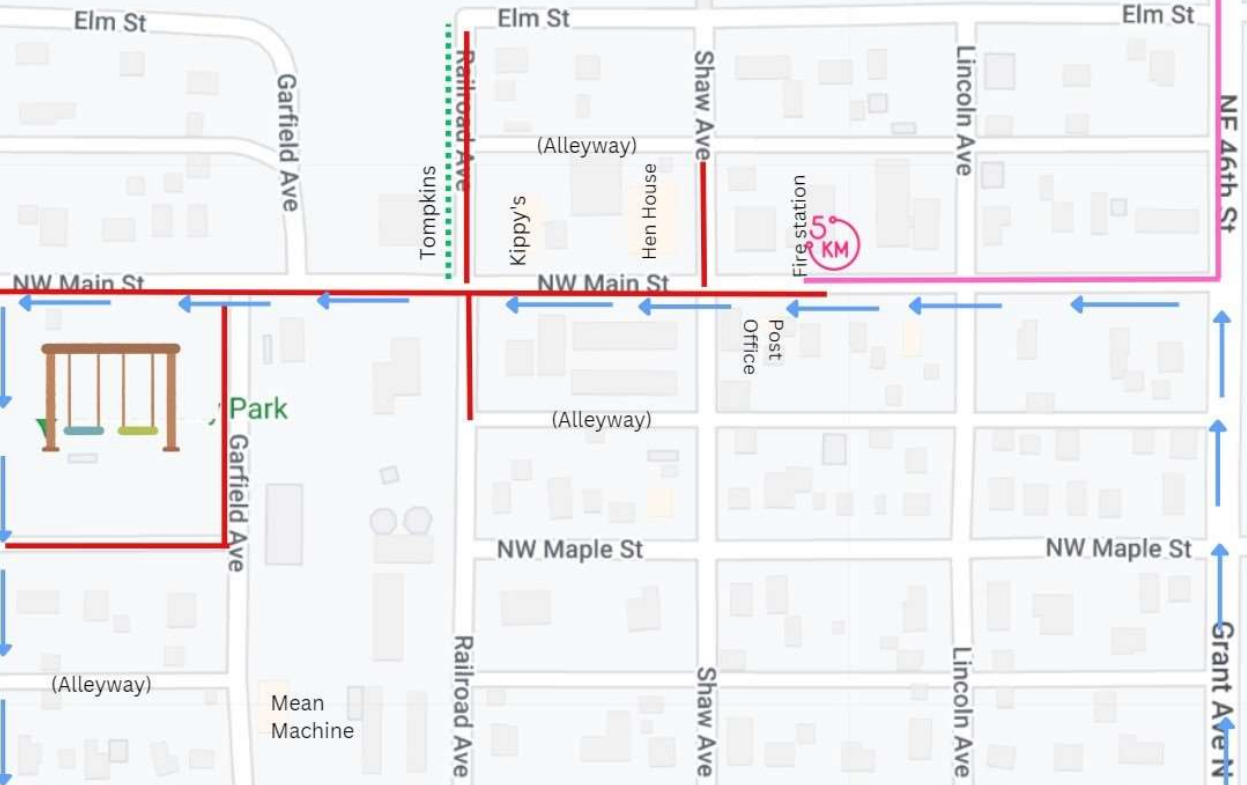 Elm St
Elm St
Elm St
Garfield Ave
Railroad Ave
Shaw Ave
Lincoln Ave
NE 46th St
(Alleyway)
Tompkins
Kippy's
Hen House
Fire station
5
KM
NW Main St
NW Main St
Post
Office
Park
(Alleyway)
Garfield Ave
NW Maple St
NW Maple St
Railroad Ave
Shaw Ave
Lincoln Ave
Grant Ave N
(Alleyway)
Mean
Machine